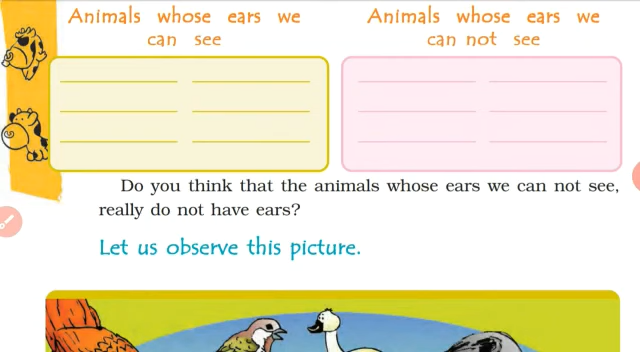 Animals whose ears we
can see
Animals whose ears we
can not see
Do you think that the animals whose ears we can not see,
really do not have ears?
Let us observe this picture.